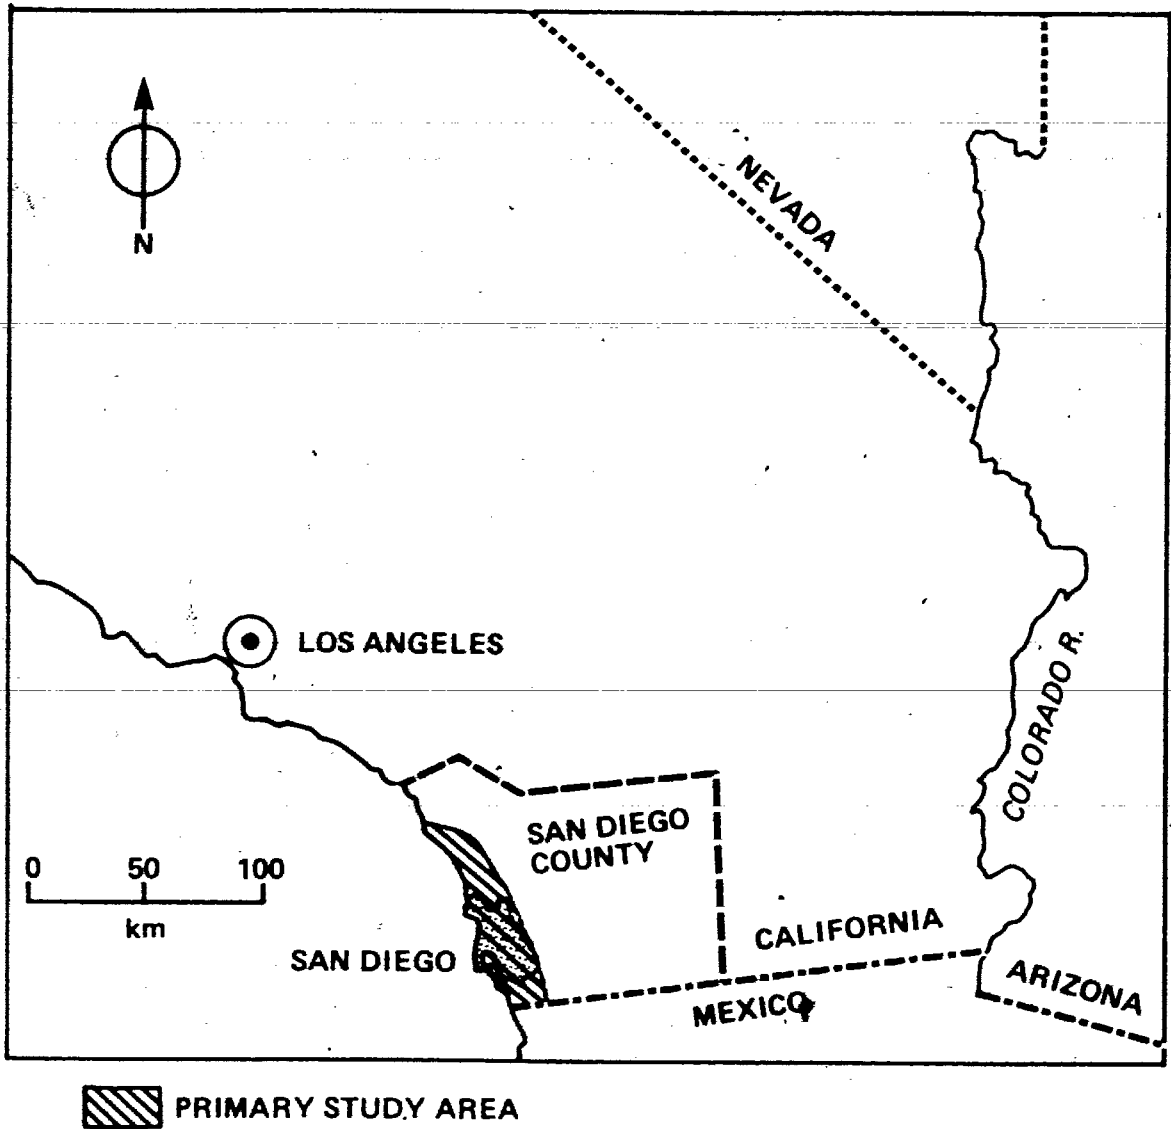 N
NEVADA
LOS ANGELES
COLORADO R.
SAN DIEGO
COUNTY
0 50 100
km
SAN DIEGO
CALIFORNIA
MEXICO
ARIZONA
PRIMARY STUDY AREA